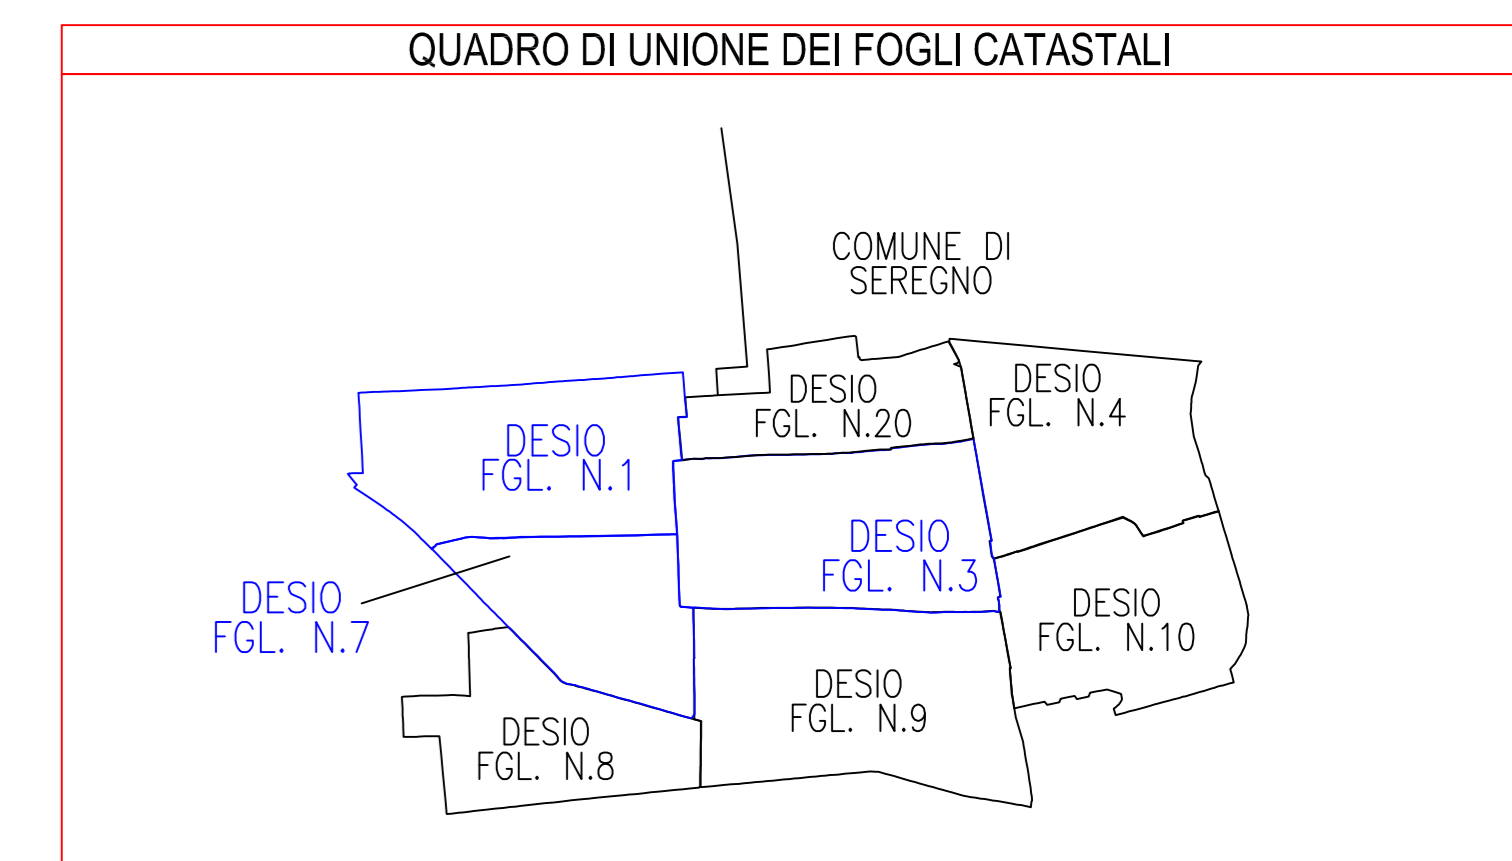 QUADRO DI UNIONE DEI FOGLI CATASTALI
COMUNE DI
SEREGNO
DESIO
FGL. N.20
DESIO
FGL. N.4
DESIO
FGL. N.1
DESIO
FGL. N.3
DESIO
FGL. N.7
DESIO
FGL. N.10
DESIO
FGL. N.9
DESIO
FGL. N.8